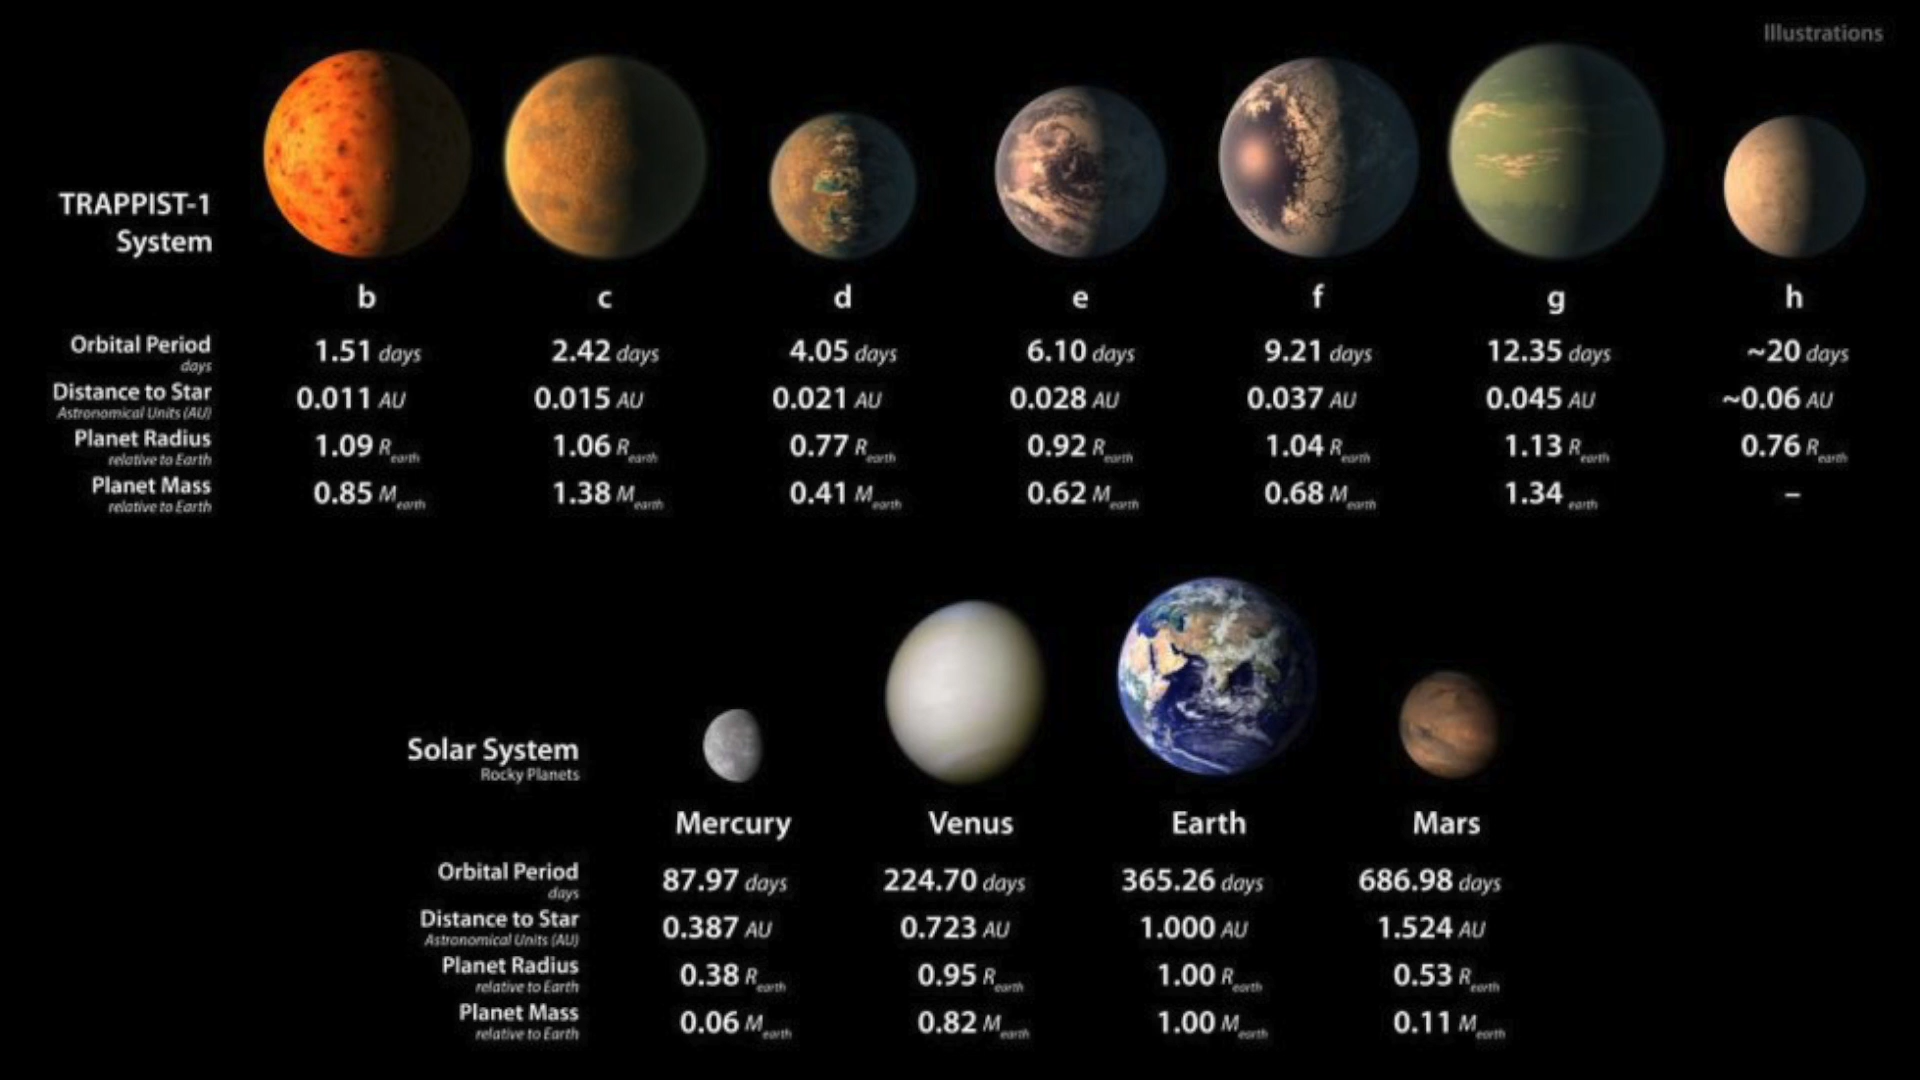 Illustrations
TRAPPIST-1
System
b c d e f g h
Orbital Period 1.51 days 2.42 days 4.05 days 6.10 days 9.21 days 12.35 days ~20 days
days
Distance to Star 0.011 AU 0.015 AU 0.021 AU 0.028 AU 0.037 AU 0.045 AU ~0.06 AU
Astronomical Units (AU)
Planet Radius 1.09 Rearth 1.06 Rearth 0.77 Rearth 0.92 Rearth 1.04 Rearth 1.13 Rearth 0.76 Rearth
relative to Earth
Planet Mass 0.85 Mearth 1.38 Mearth 0.41 Mearth 0.62 Mearth 0.68 Mearth 1.34 earth –
relative to Earth
Solar System
Rocky Planets
Mercury Venus Earth Mars
Orbital Period 87.97 days 224.70 days 365.26 days 686.98 days
days
Distance to Star 0.387 AU 0.723 AU 1.000 AU 1.524 AU
Astronomical Units (AU)
Planet Radius 0.38 Rearth 0.95 Rearth 1.00 Rearth 0.53 Rearth
relative to Earth
Planet Mass 0.06 Mearth 0.82 Mearth 1.00 Mearth 0.11 Mearth
relative to Earth